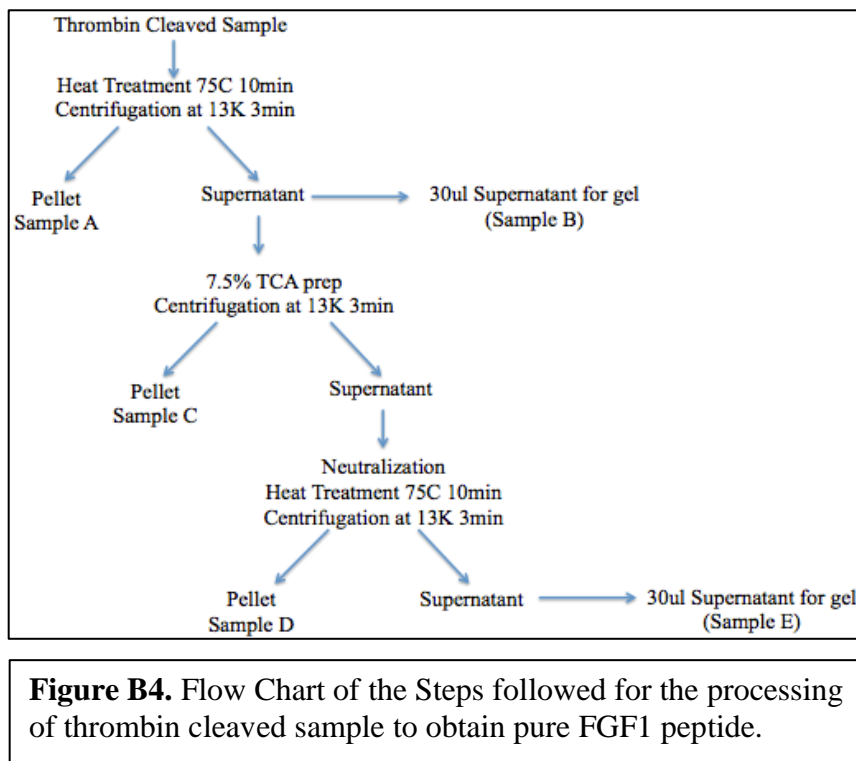 Thrombin Cleaved Sample
Heat Treatment 75C 10min
Centrifugation at 13K 3min
Pellet
Sample A
Supernatant
30ul Supernatant for gel
(Sample B)
7.5% TCA prep
Centrifugation at 13K 3min
Pellet
Sample C
Supernatant
Neutralization
Heat Treatment 75C 10min
Centrifugation at 13K 3min
Pellet
Sample D
Supernatant
30ul Supernatant for gel
(Sample E)
Figure B4. Flow Chart of the Steps followed for the processing
of thrombin cleaved sample to obtain pure FGF1 peptide.